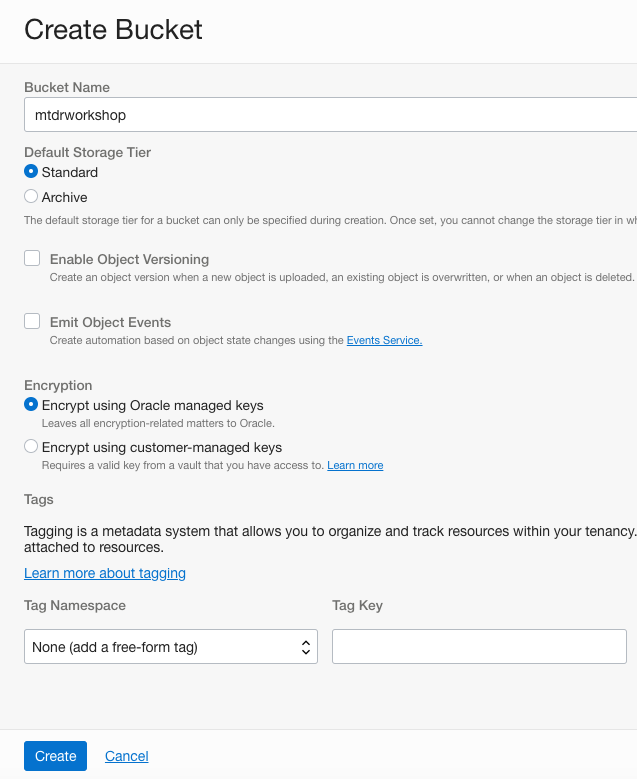 Create Bucket
Bucket Name
mtdrworkshop
Default Storage Tier
Standard
Archive
The default storage tier for a bucket can only be specified during creation. Once set, you cannot change the storage tier in
Enable Object Versioning
Create an object version when a new object is uploaded, an existing object is overwritten, or when an object is deleted.
Emit Object Events
Create automation based on object state changes using the Events Service.
Encryption
Encrypt using Oracle managed keys
Leaves all encryption-related matters to Oracle.
Encrypt using customer-managed keys
Requires a valid key from a vault that you have access to. Learn more
Tags
Tagging is a metadata system that allows you to organize and track resources within your tenancy.
attached to resources.
Learn more about tagging
Tag Namespace Tag Key
None (add a free-form tag)
Create Cancel